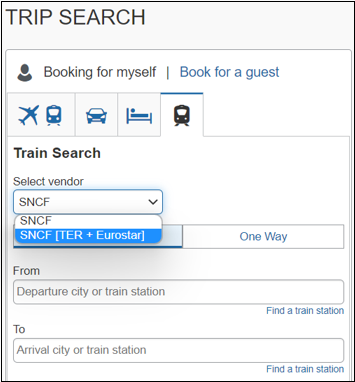 TRIP SEARCH
Booking for myself | Book for a guest
Train Search
Select vendor
SNCF
SNCF
SNCF [TER + Eurostar]
One Way
From
Departure city or train station
Find a train station
To
Arrival city or train station
Find a train station